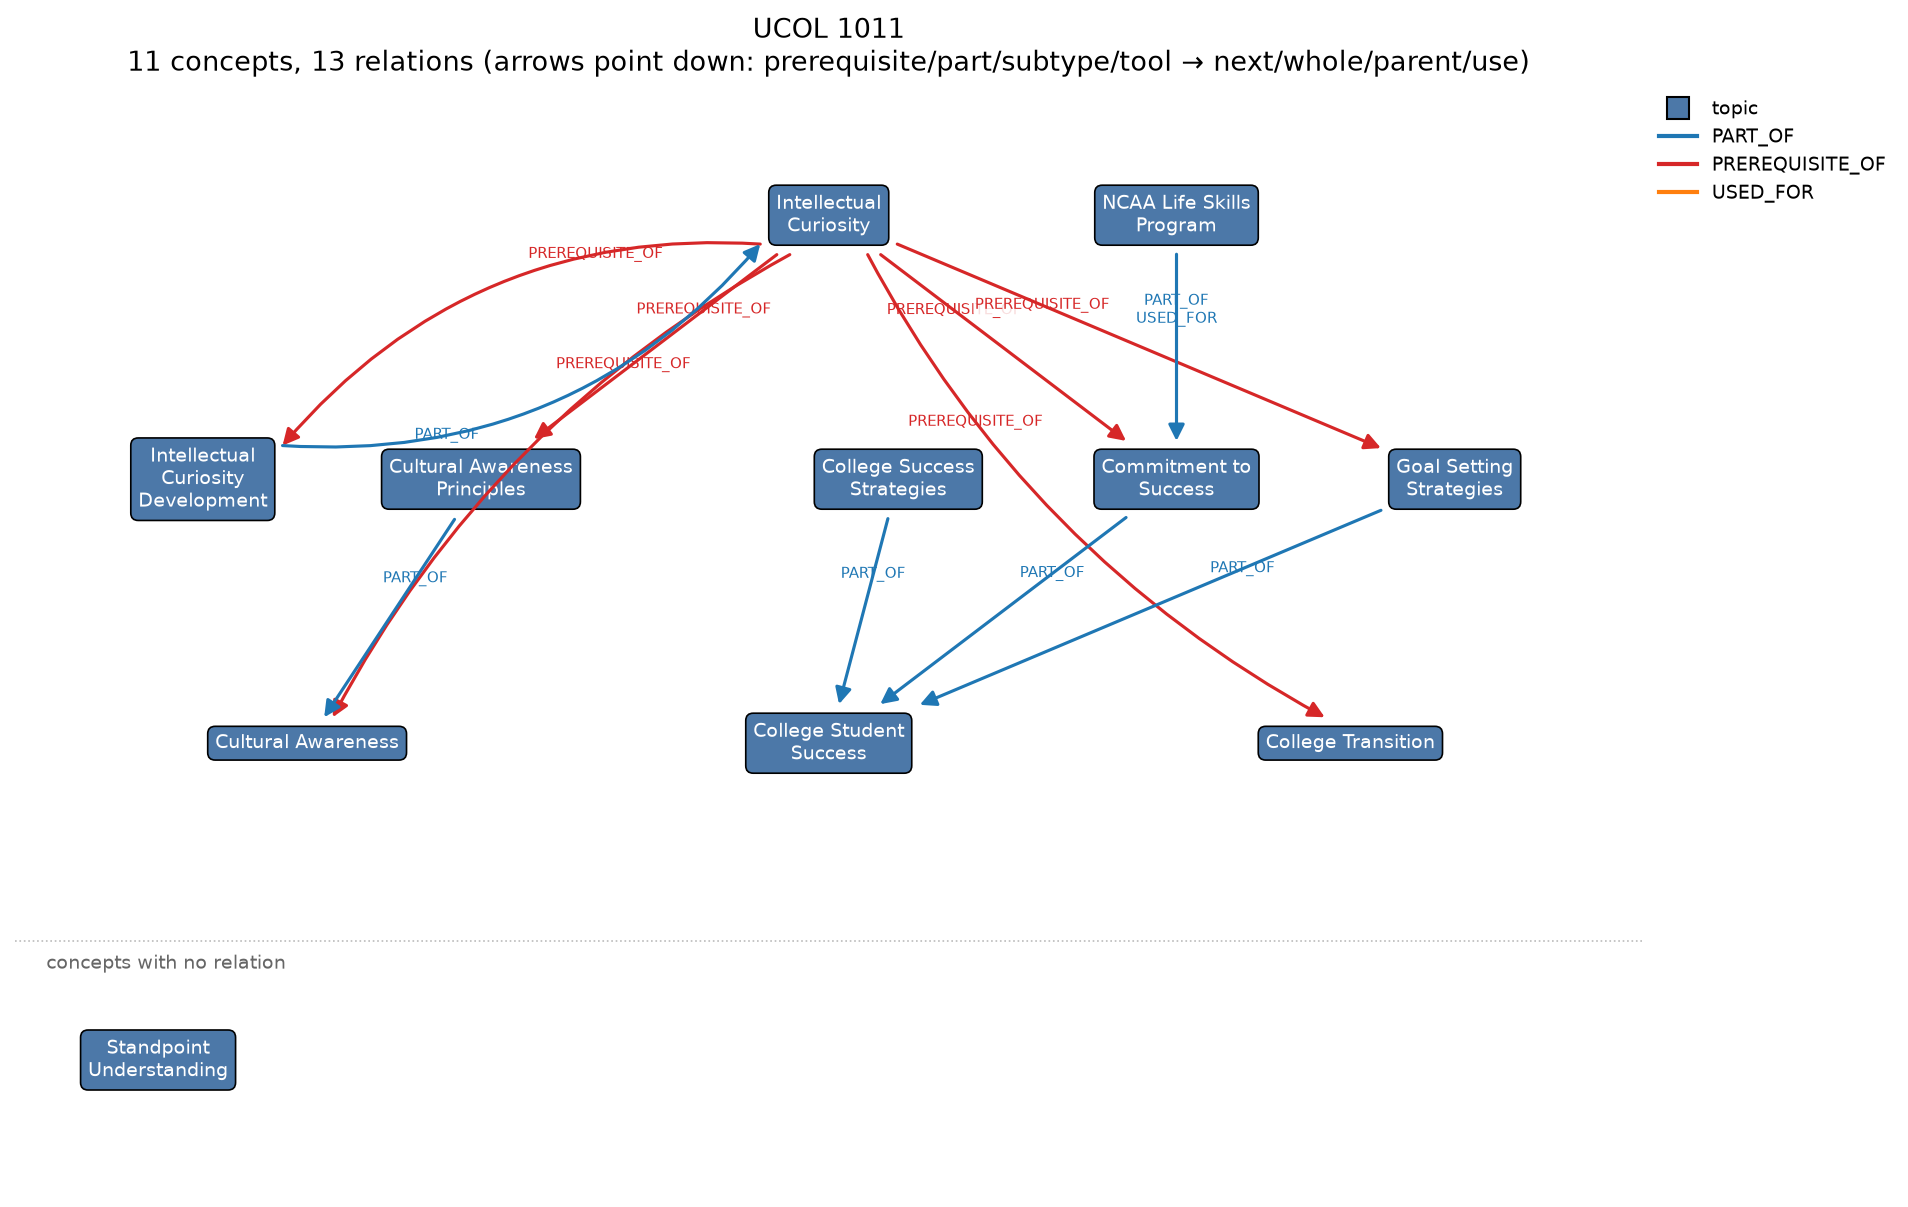 UCOL 1011
11 concepts, 13 relations (arrows point down: prerequisite/part/subtype/tool → next/whole/parent/use)
topic
PART_OF
PREREQUISITE_OF
USED_FOR
Intellectual
Curiosity
NCAA Life Skills
Program
PREREQUISITE_OF
PREREQUISITE_OF
PREREQUISITE_OF
PREREQUISITE_OF
PART_OF
USED_FOR
PREREQUISITE_OF
PREREQUISITE_OF
PART_OF
Intellectual
Curiosity
Development
Cultural Awareness
Principles
College Success
Strategies
Commitment to
Success
Goal Setting
Strategies
PART_OF
PART_OF
PART_OF
PART_OF
Cultural Awareness
College Student
Success
College Transition
concepts with no relation
Standpoint
Understanding